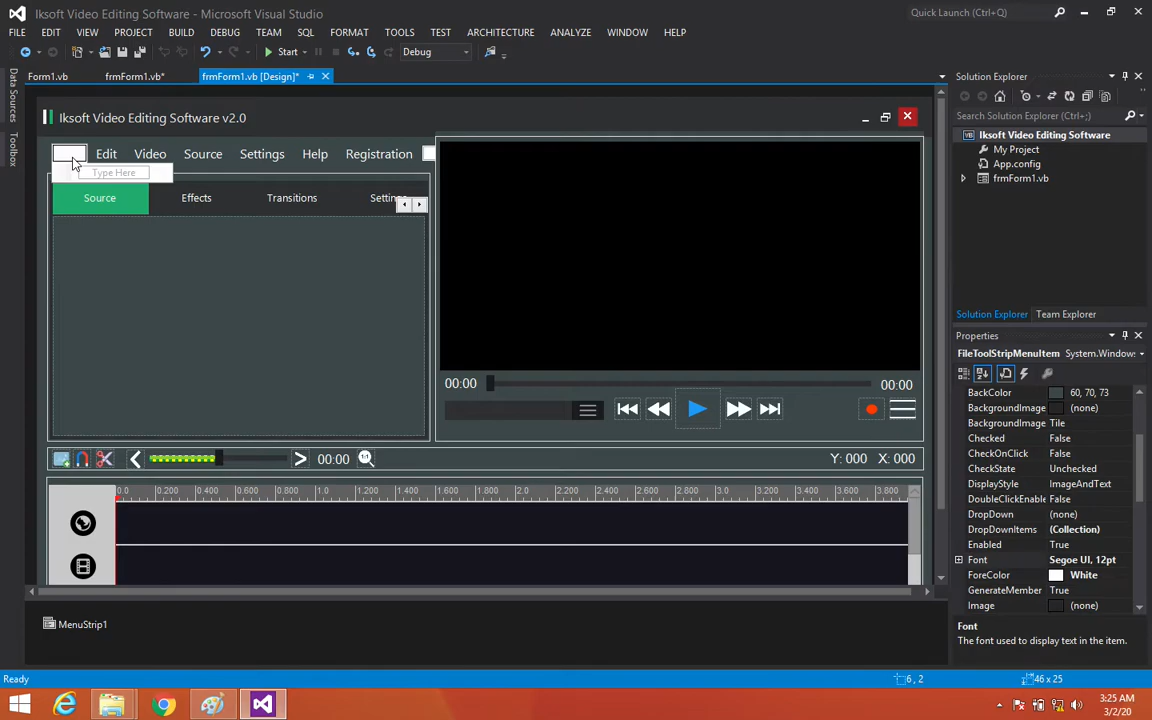 Iksoft Video Editing Software - Microsoft Visual Studio
Quick Launch (Ctrl+Q)
FILE EDIT VIEW PROJECT BUILD DEBUG TEAM SQL FORMAT TOOLS TEST ARCHITECTURE ANALYZE WINDOW HELP
Start Debug
Data Sources
Toolbox
Form1.vb frmForm1.vb* frmForm1.vb [Design]*
Iksoft Video Editing Software v2.0
Edit Video Source Settings Help Registration
Type Here
Source Effects Transitions
00:00 00:00
00:00 1:1 Y: 000 X: 000
0.0 0.200 0.400 0.600 0.800 1.0 1.200 1.400 1.600 1.800 2.0 2.200 2.400 2.600 2.800 3.0 3.200 3.400 3.600 3.800
MenuStrip1
Solution Explorer
Search Solution Explorer (Ctrl+;)
Iksoft Video Editing Software
My Project
App.config
frmForm1.vb
Solution Explorer Team Explorer
Properties
FileToolStripMenuItem System.Windows
BackColor 60, 70, 73
BackgroundImage (none)
BackgroundImage Tile
Checked False
CheckOnClick False
CheckState Unchecked
DisplayStyle ImageAndText
DoubleClickEnable False
DropDown (none)
DropDownItems (Collection)
Enabled True
Font Segoe UI, 12pt
ForeColor White
GenerateMember True
Image (none)
Font
The font used to display text in the item.
Ready 6 , 2 46 x 25
3:25 AM
3/2/20